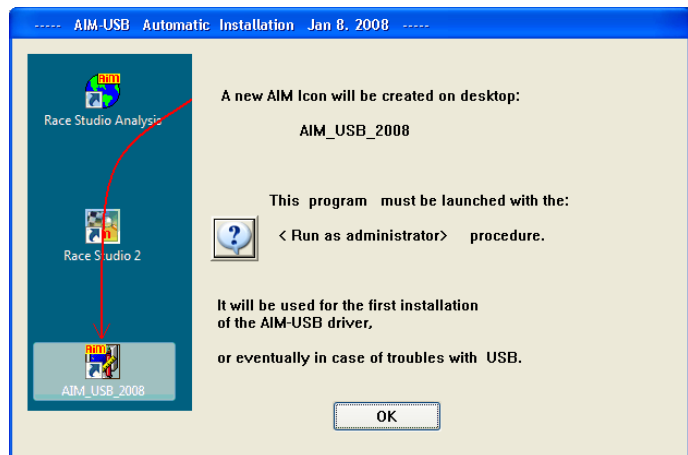 ----- AIM-USB Automatic Installation Jan 8. 2008 -----
AiM
Race Studio Analysis
A new AIM Icon will be created on desktop:
AIM_USB_2008
This program must be launched with the:
< Run as administrator> procedure.
Race Studio 2
It will be used for the first installation
of the AIM-USB driver,
or eventually in case of troubles with USB.
AiM
AIM_USB_2008
OK